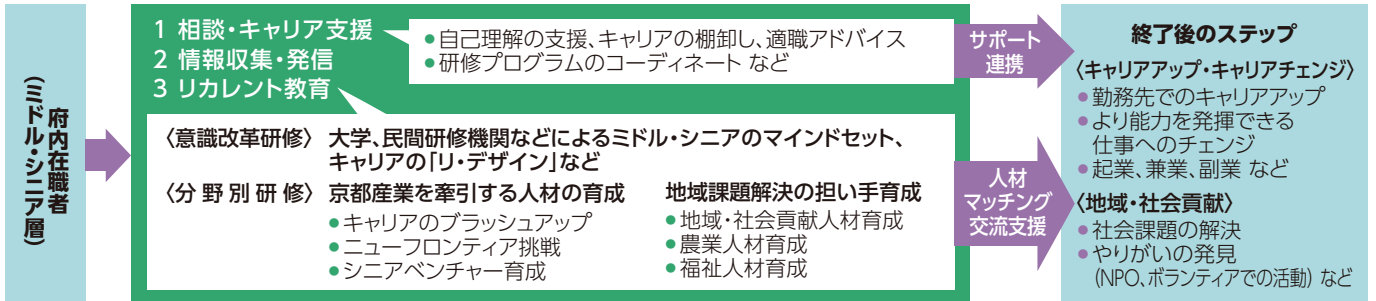 府内在職者
(ミドル・シニア層)
1 相談・キャリア支援
2 情報収集・発信
3 リカレント教育
●自己理解の支援、キャリアの棚卸し、適職アドバイス
●研修プログラムのコーディネート など
〈意識改革研修〉 大学、民間研修機関などによるミドル・シニアのマインドセット、
キャリアの「リ・デザイン」など
〈分野別研修〉 京都産業を牽引する人材の育成
●キャリアのブラッシュアップ
●ニューフロンティア挑戦
●シニアベンチャー育成
地域課題解決の担い手育成
●地域・社会貢献人材育成
●農業人材育成
●福祉人材育成
サポート
連携
人材
マッチング
交流支援
終了後のステップ
〈キャリアアップ・キャリアチェンジ〉
●勤務先でのキャリアアップ
●より能力を発揮できる
仕事へのチェンジ
●起業、兼業、副業 など
〈地域・社会貢献〉
●社会課題の解決
●やりがいの発見
(NPO、ボランティアでの活動) など